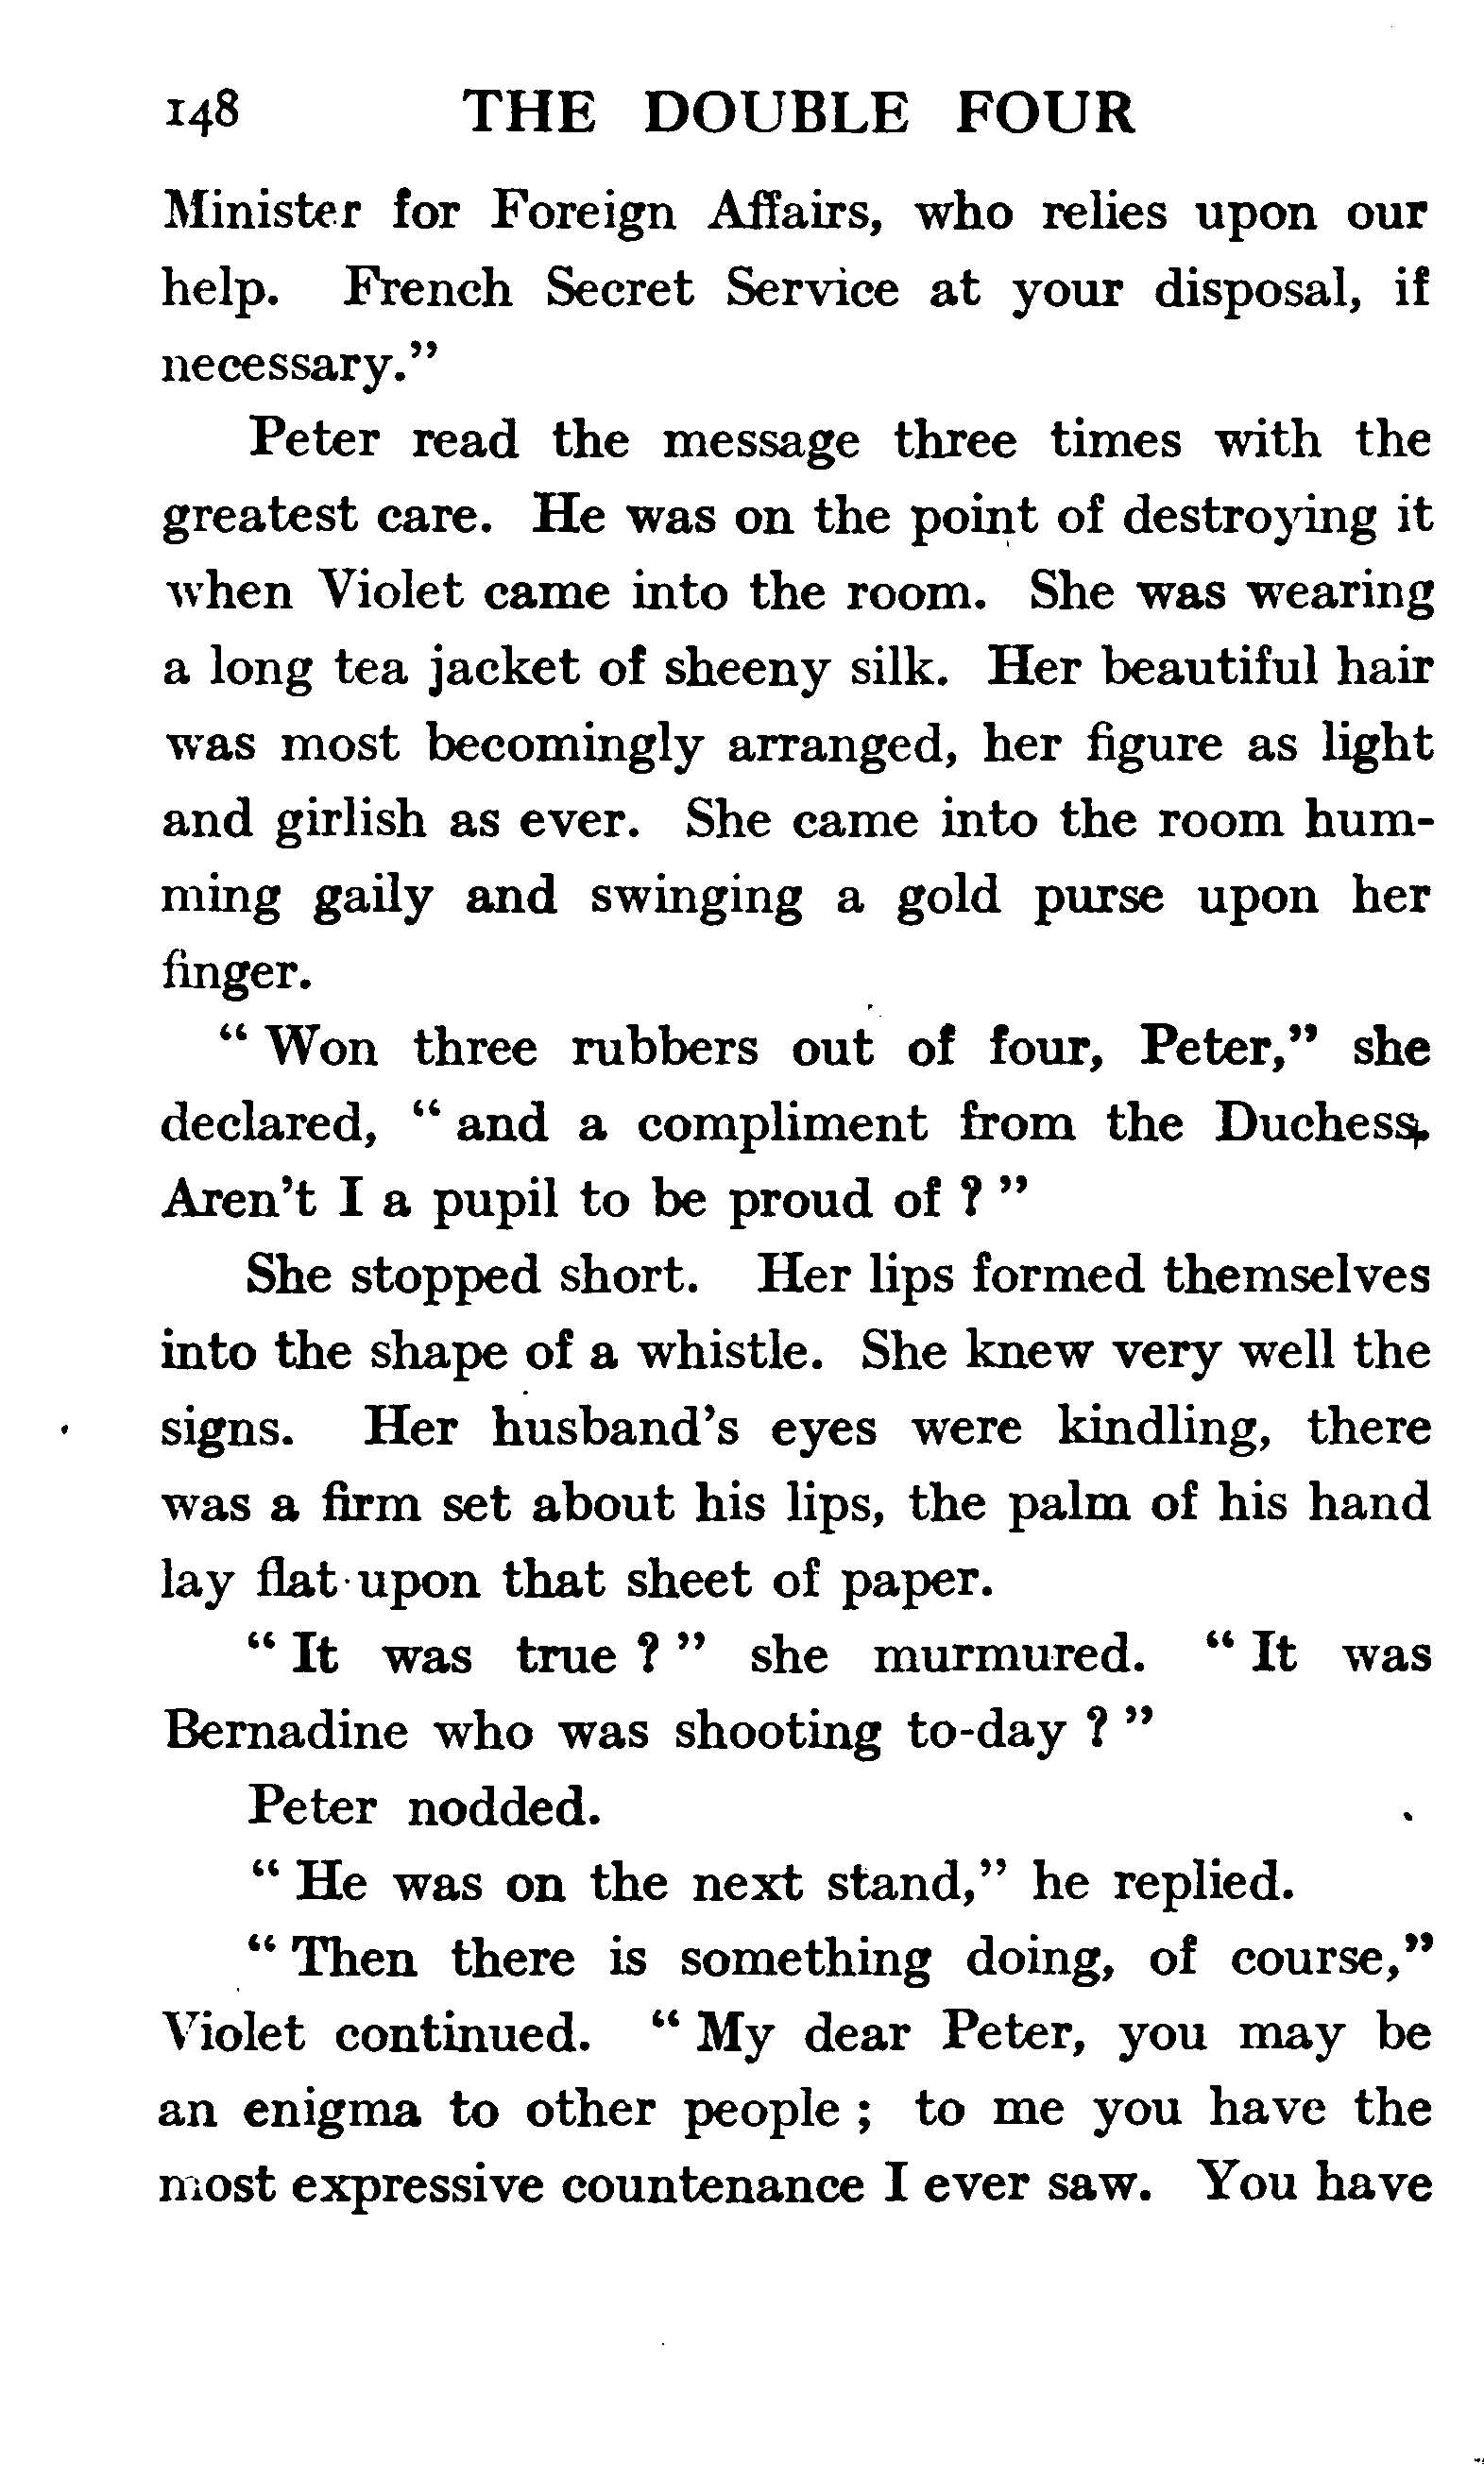 148 THE DOUBLE FOUR
Minister for Foreign Affairs, who relies upon our
help. French Secret Service at your disposal, if
necessary."
Peter read the message three times with the
greatest care. He was on the point of destroying it
when Violet came into the room. She was wearing
a long tea jacket of sheeny silk. Her beautiful hair
was most becomingly arranged, her figure as light
and girlish as ever. She came into the room hum-
ming gaily and swinging a gold purse upon her
finger.
" Won three rubbers out of four, Peter," she
declared, " and a compliment from the Duchess.
Aren't I a pupil to be proud of ? "
She stopped short. Her lips formed themselves
into the shape of a whistle. She knew very well the
signs. Her husband's eyes were kindling, there
was a firm set about his lips, the palm of his hand
lay flat upon that sheet of paper.
" It was true ? " she murmured. " It was
Bernadine who was shooting to-day ? "
Peter nodded.
" He was on the next stand," he replied.
" Then there is something doing, of course,"
Violet continued. " My dear Peter, you may be
an enigma to other people ; to me you have the
most expressive countenance I ever saw. You have